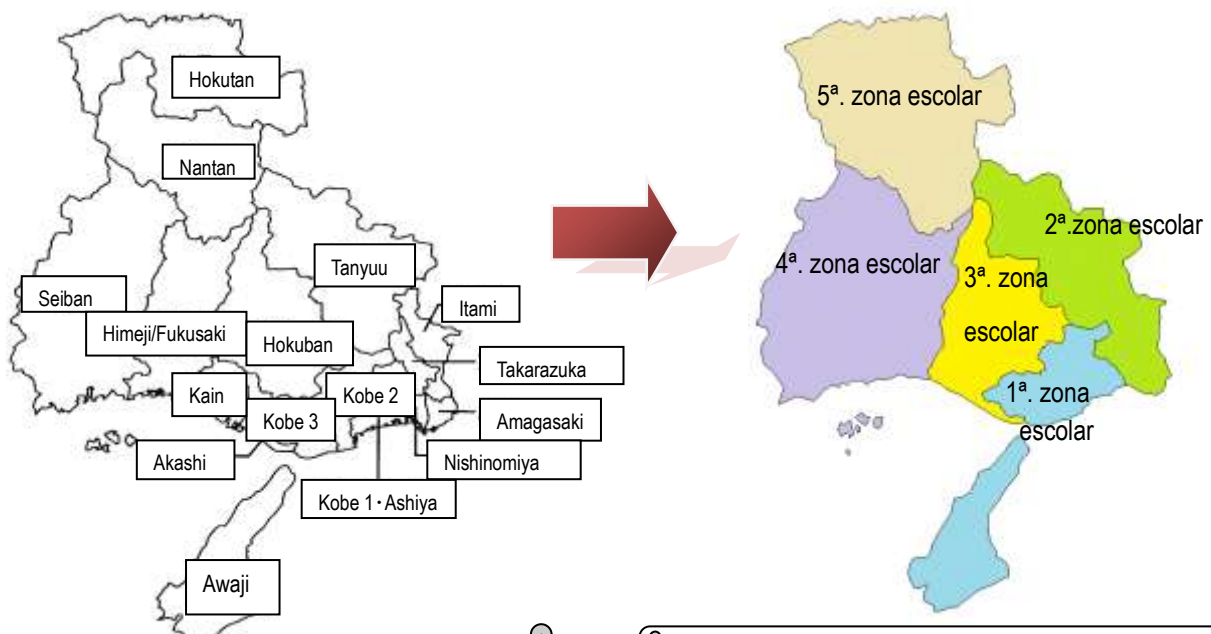 Hokutan
Nantan
Tanyuu
Seiban
Itami
Himeji/Fukusaki
Hokuban
Takarazuka
Kain
Kobe 2
Kobe 3
Amagasaki
Akashi
Nishinomiya
Kobe 1・Ashiya
Awaji
5ª. zona escolar
2ª.zona escolar
4ª. zona escolar
3ª. zona
escolar
1ª. zona
escolar